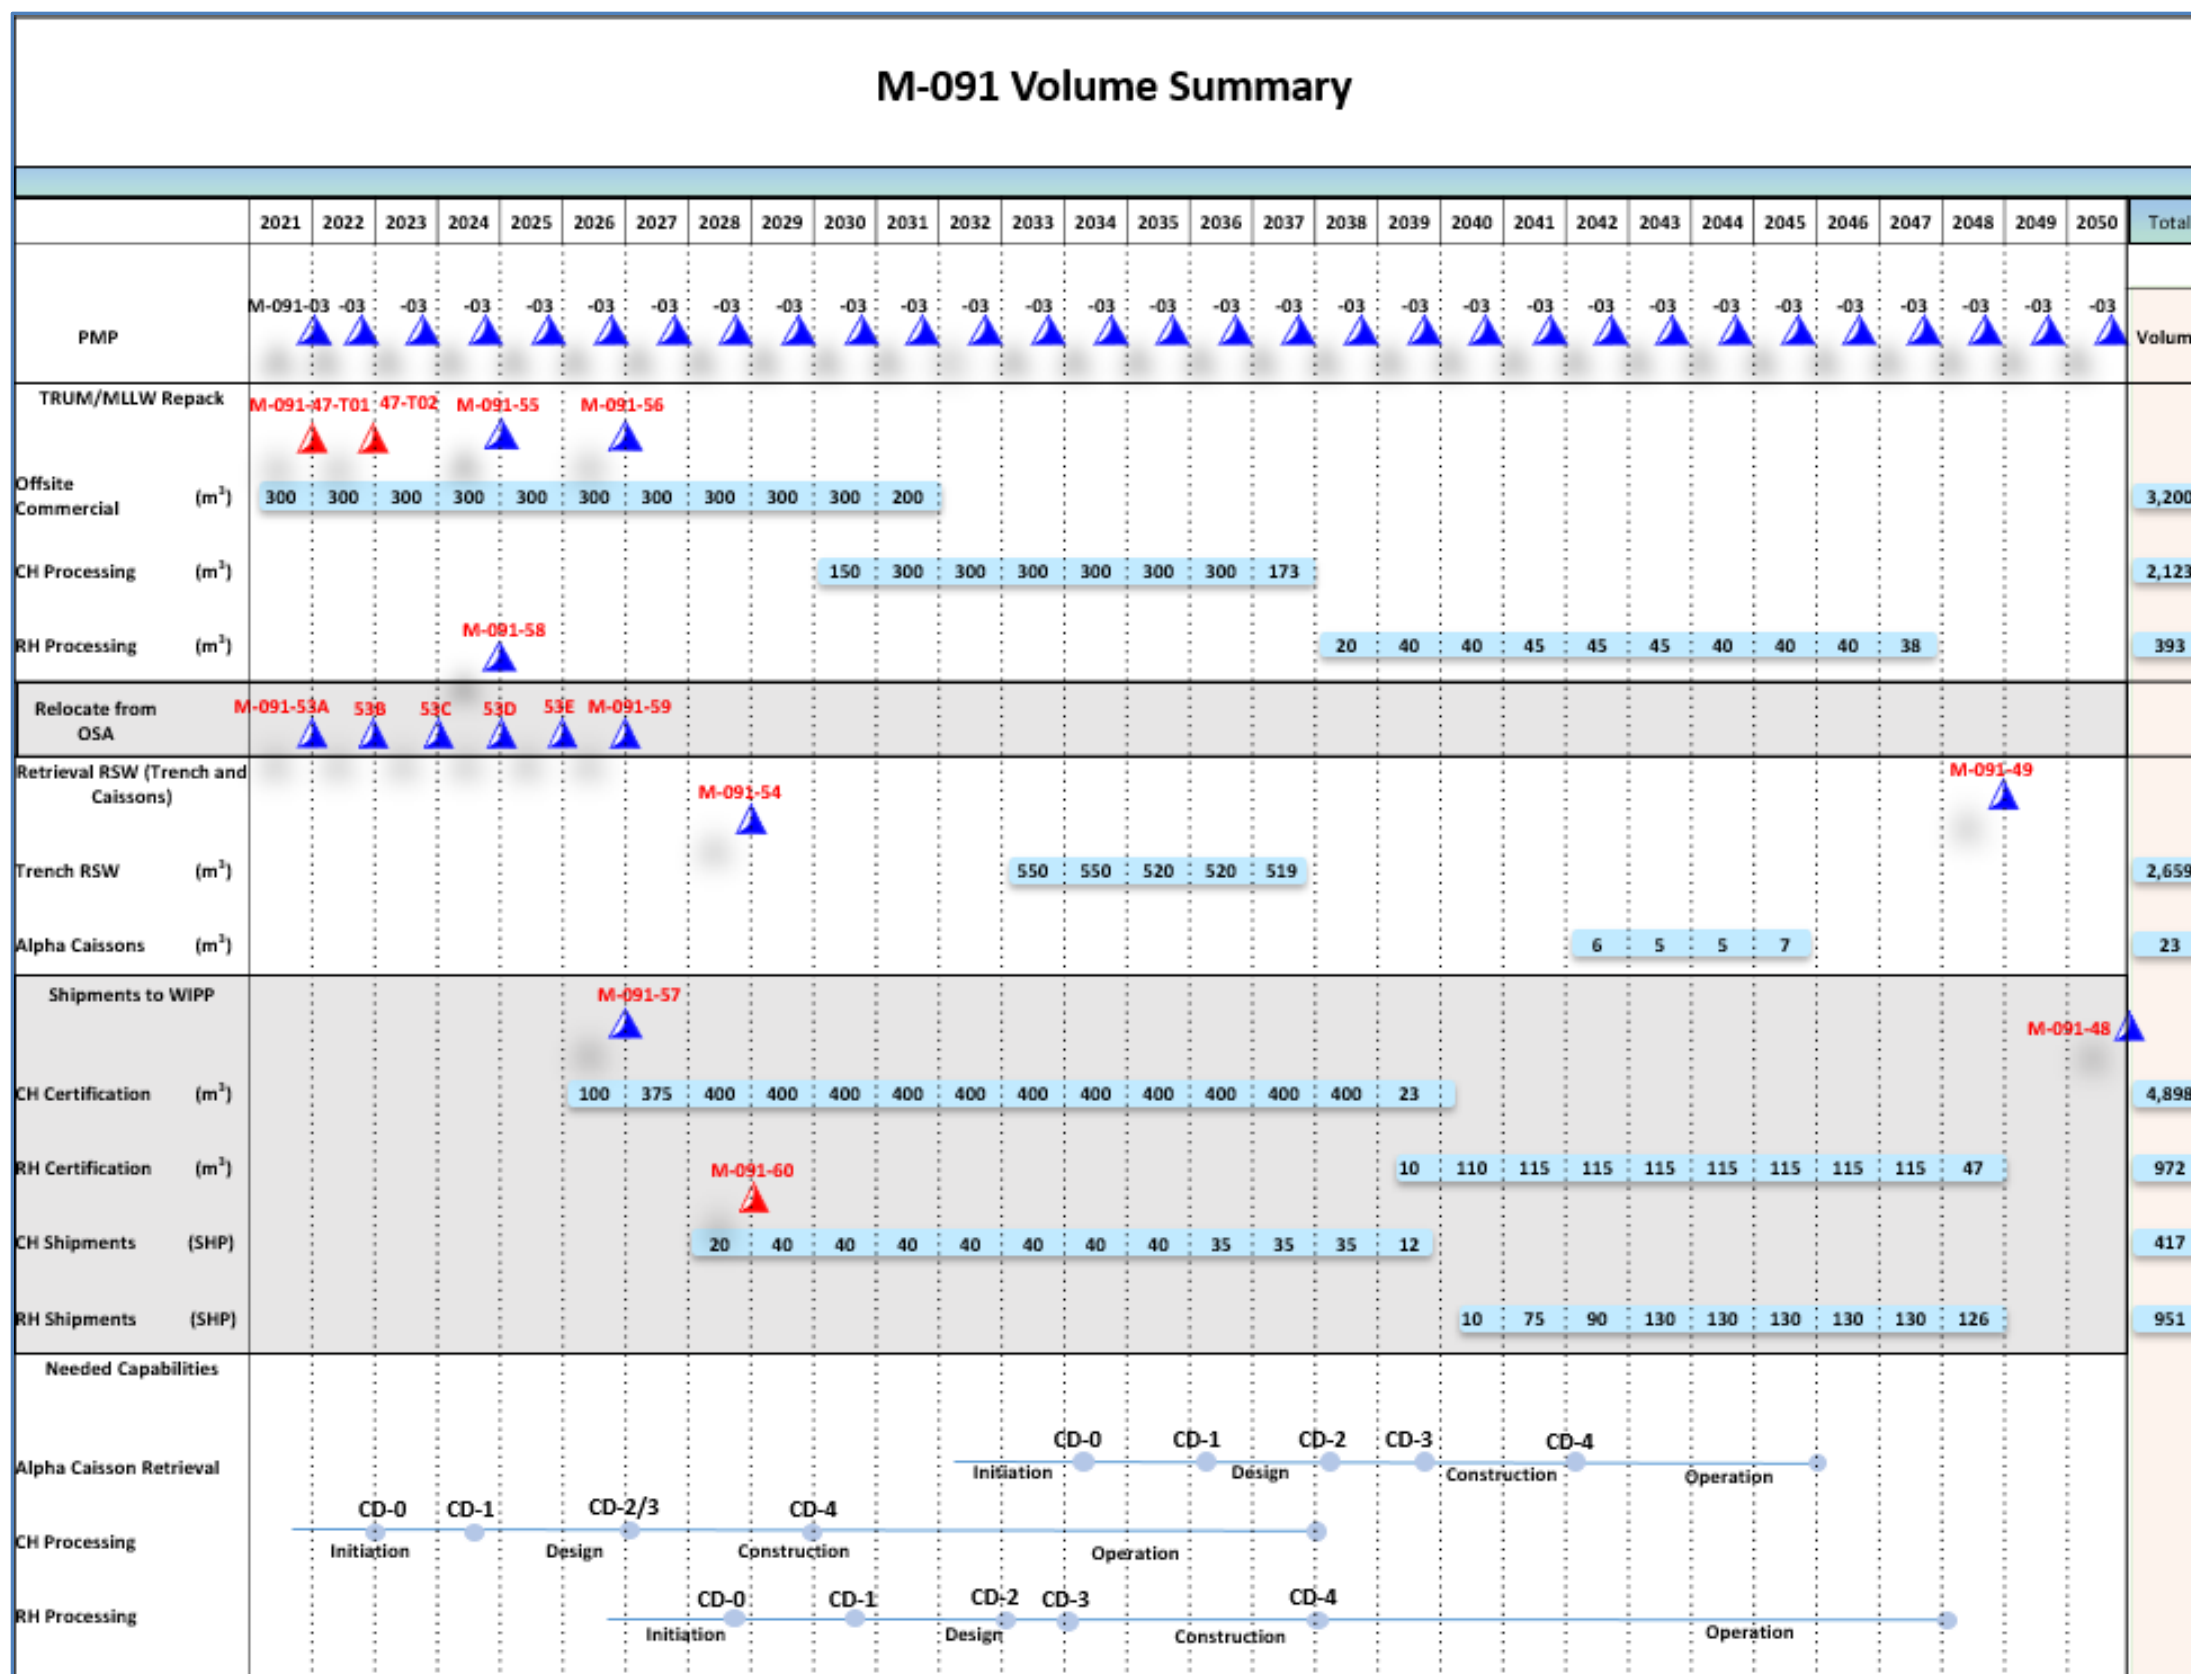 M-091 Volume Summary
2021 2022 2023 2024 2025 2026 2027 2028 2029 2030 2031 2032 2033 2034 2035 2036 2037 2038 2039 2040 2041 2042 2043 2044 2045 2046 2047 2048 2049 2050 Total
M-091-03 -03 -03 -03 -03 -03 -03 -03 -03 -03 -03 -03 -03 -03 -03 -03 -03 -03 -03 -03 -03 -03 -03 -03 -03 -03 -03 -03 -03 -03
PMP Volum
TRUM/MLLW Repack
M-091-47-T01 47-T02 M-091-55 M-091-56
Offsite
Commercial (m³) 300 300 300 300 300 300 300 300 300 300 200 3,200
CH Processing (m³) 150 300 300 300 300 300 300 173 2,123
M-091-58
RH Processing (m³) 20 40 40 45 45 45 40 40 40 38 393
Relocate from
OSA
M-091-53A 53B 53C 53D 53E M-091-59
Retrieval RSW (Trench and
Caissons)
M-091-54 M-091-49
Trench RSW (m³) 550 550 520 520 519 2,659
Alpha Caissons (m³) 6 5 5 7 23
Shipments to WIPP
M-091-57 M-091-48
CH Certification (m³) 100 375 400 400 400 400 400 400 400 400 400 400 400 23 4,898
RH Certification (m³) 10 110 115 115 115 115 115 115 115 47 972
M-091-60
CH Shipments (SHP) 20 40 40 40 40 40 40 40 35 35 35 12 417
RH Shipments (SHP) 10 75 90 130 130 130 130 130 126 951
Needed Capabilities
CD-0 CD-1 CD-2 CD-3 CD-4
Alpha Caisson Retrieval Initiation Design Construction Operation
CD-0 CD-1 CD-2/3 CD-4
CH Processing Initiation Design Construction Operation
CD-0 CD-1 CD-2 CD-3 CD-4
RH Processing Initiation Design Construction Operation